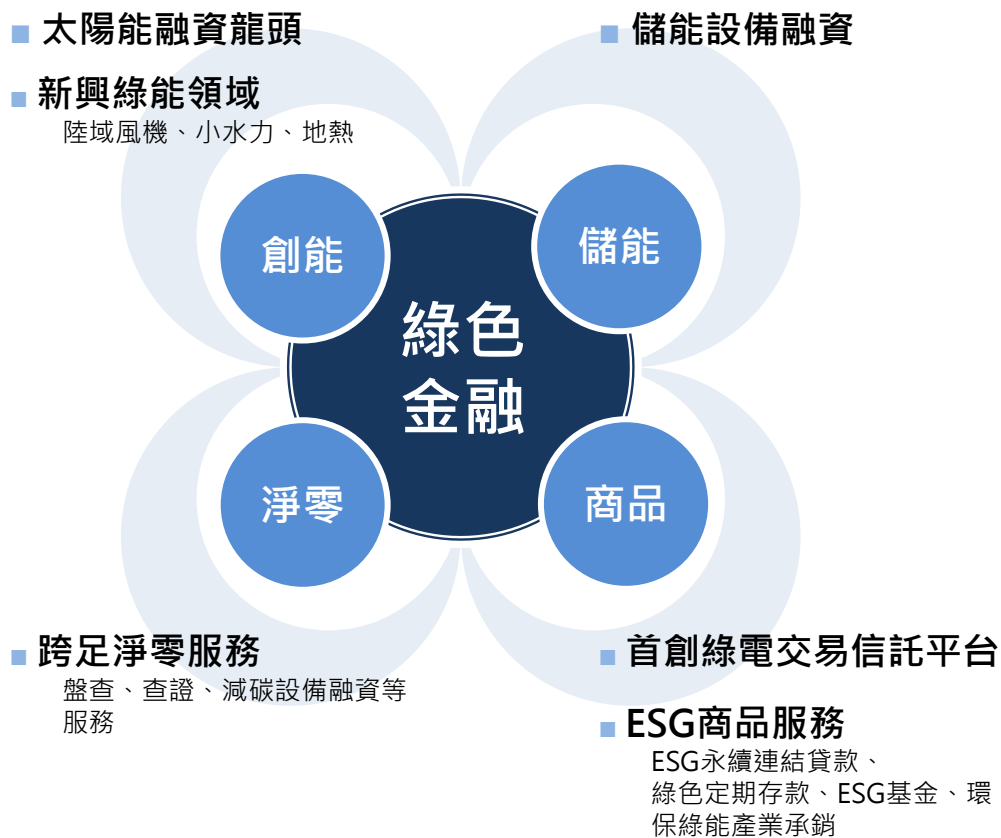 太陽能融資龍頭
新興綠能領域
陸域風機、小水力、地熱
儲能設備融資
創能
儲能
綠色
金融
淨零
商品
跨足淨零服務
盤查、查證、減碳設備融資等
服務
首創綠電交易信託平台
ESG商品服務
ESG永續連結貸款、
綠色定期存款、ESG基金、環
保綠能產業承銷